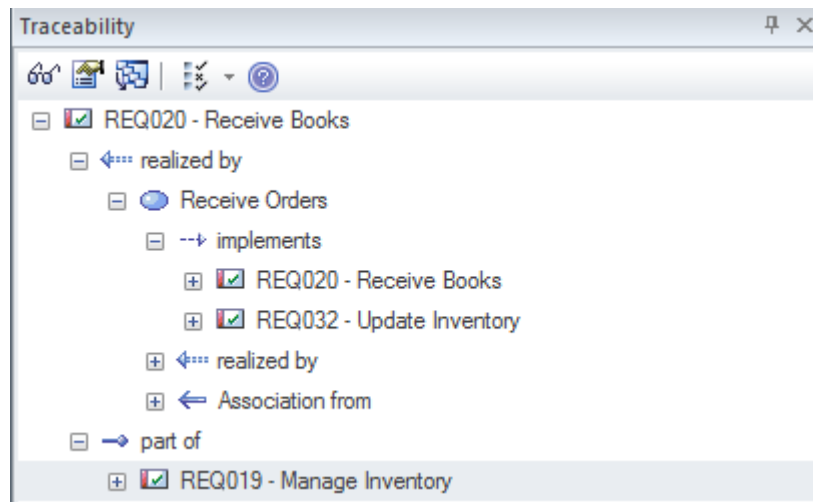 Traceability
REQ020 - Receive Books
realized by
Receive Orders
implements
REQ020 - Receive Books
REQ032 - Update Inventory
realized by
Association from
part of
REQ019 - Manage Inventory